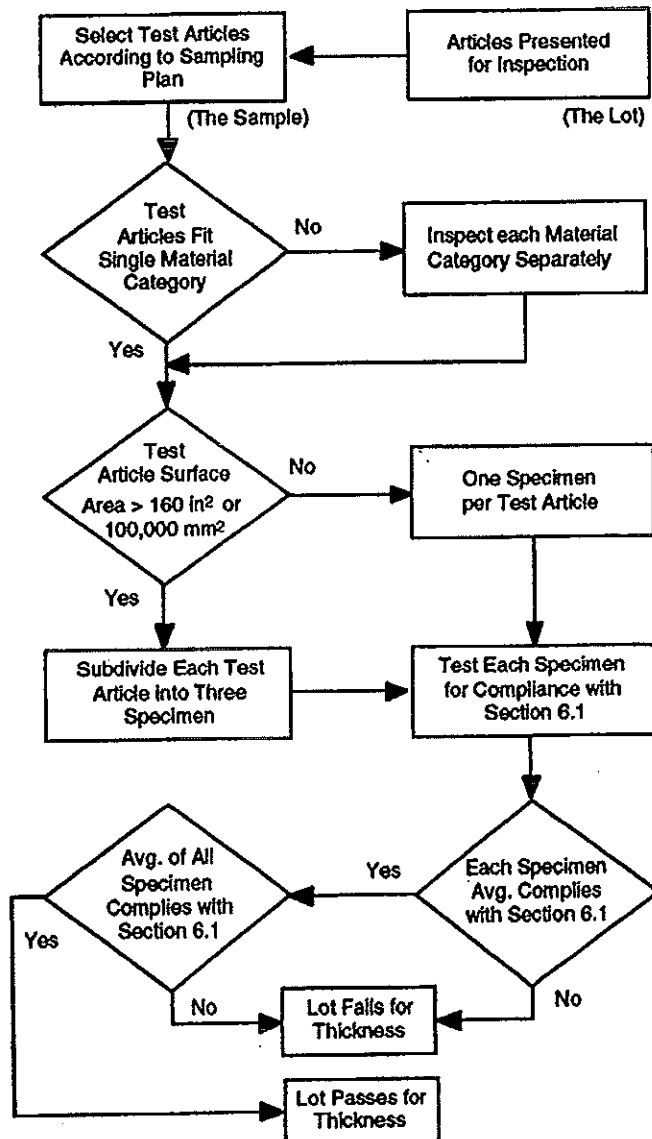 Select Test Articles
According to Sampling
Plan
Articles Presented
for Inspection
(The Sample)
(The Lot)
Test
Articles Fit
Single Material
Category
No
Inspect each Material
Category Separately
Yes
Test
Article Surface
Area > 160 in² or
100,000 mm²
No
One Specimen
per Test Article
Yes
Subdivide Each Test
Article into Three
Specimen
Test Each Specimen
for Compliance with
Section 6.1
Avg. of All
Specimen
Complies with
Section 6.1
Yes
Each Specimen
Avg. Complies
with Section 6.1
Yes
No
Lot Fails for
Thickness
No
Lot Passes for
Thickness